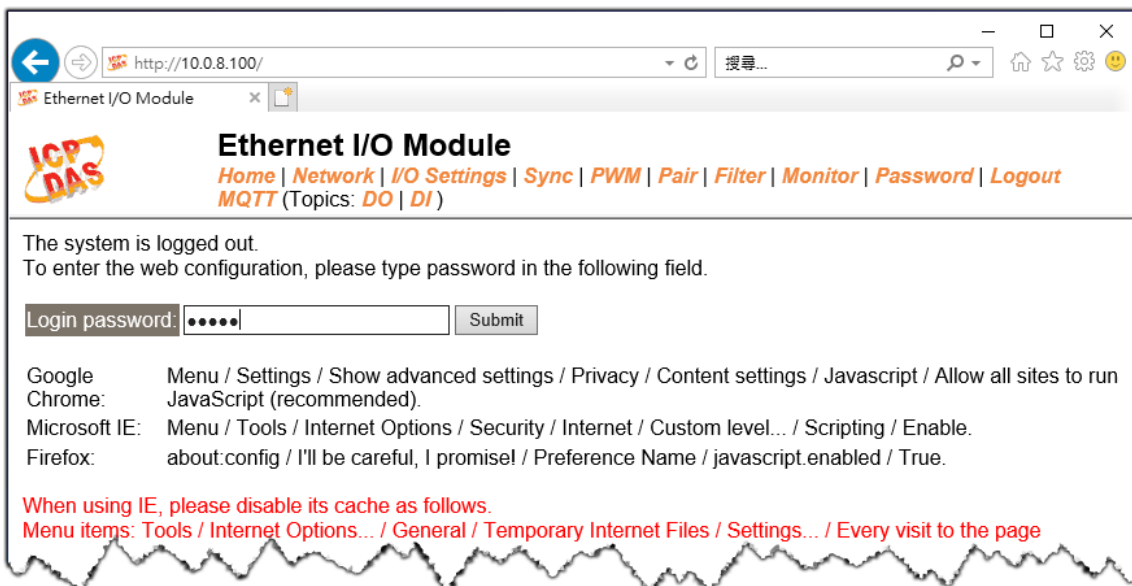 http://10.0.8.100/
搜尋...
Ethernet I/O Module
ICP DAS
Ethernet I/O Module
Home | Network | I/O Settings | Sync | PWM | Pair | Filter | Monitor | Password | Logout
MQTT (Topics: DO | DI )
The system is logged out.
To enter the web configuration, please type password in the following field.
Login password: ●●●●● Submit
Google Chrome: Menu / Settings / Show advanced settings / Privacy / Content settings / Javascript / Allow all sites to run
JavaScript (recommended).
Microsoft IE: Menu / Tools / Internet Options / Security / Internet / Custom level... / Scripting / Enable.
Firefox: about:config / I'll be careful, I promise! / Preference Name / javascript.enabled / True.
When using IE, please disable its cache as follows.
Menu items: Tools / Internet Options... / General / Temporary Internet Files / Settings... / Every visit to the page